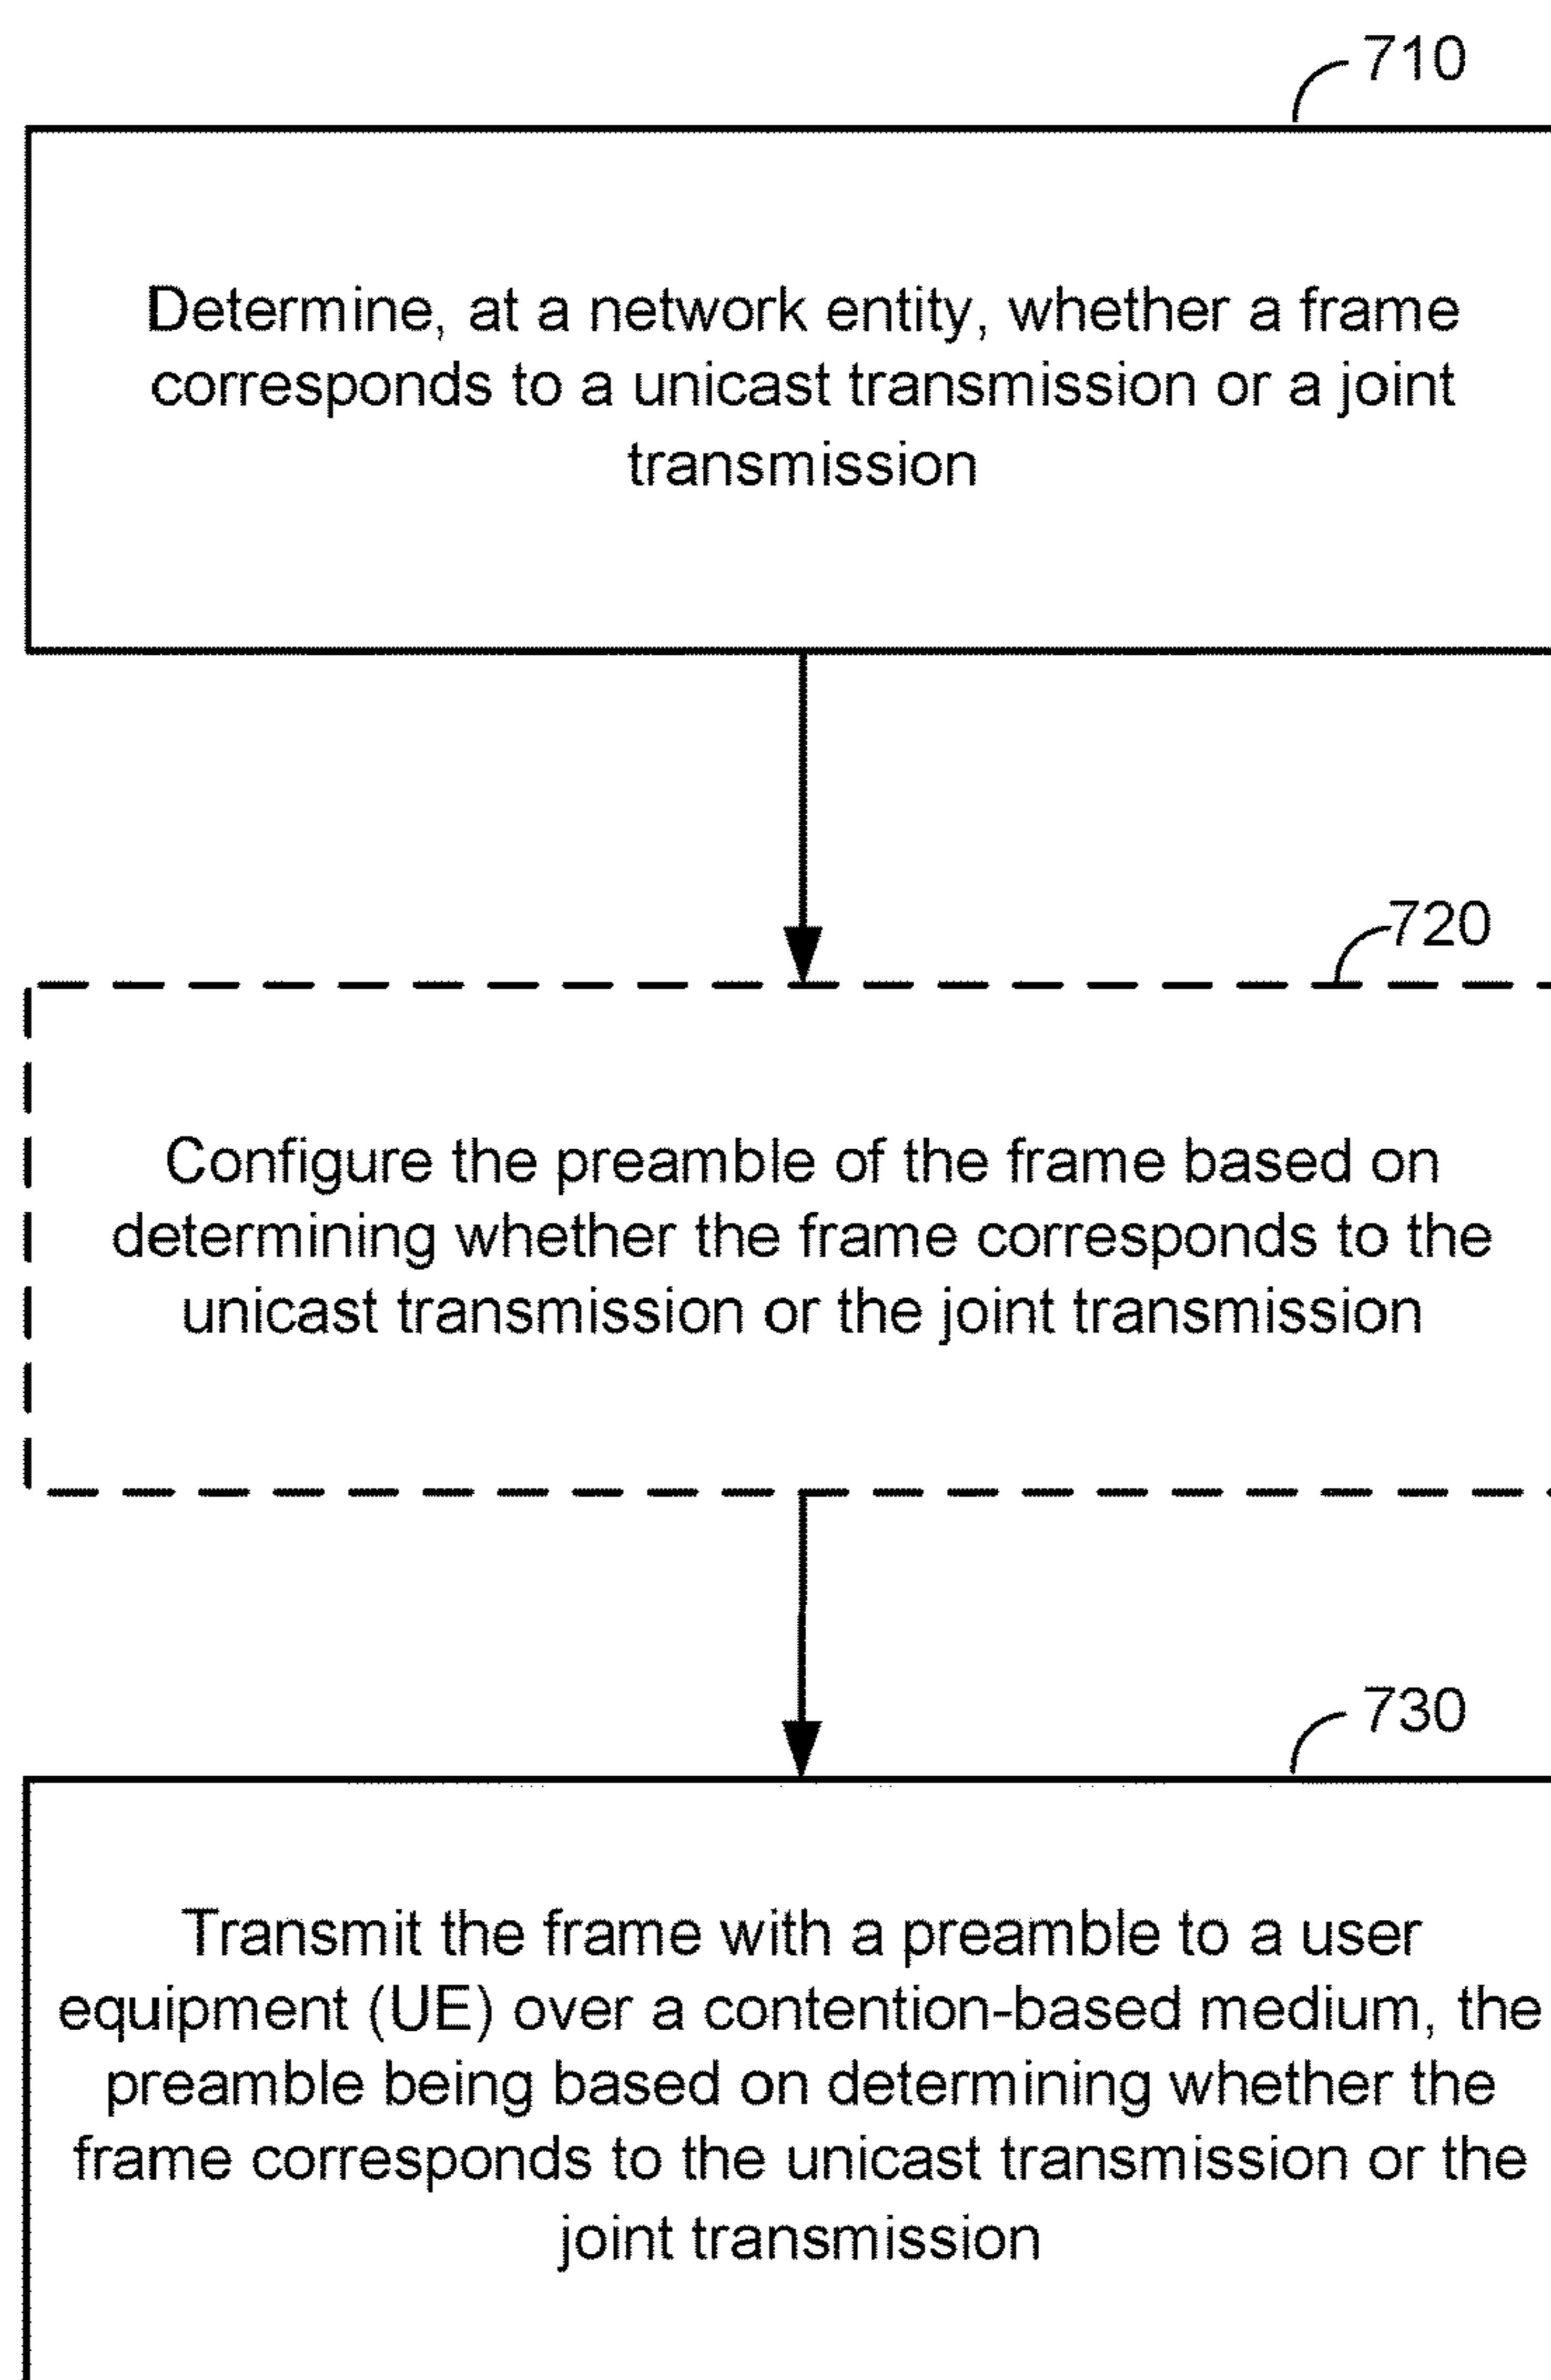 710
Determine, at a network entity, whether a frame
corresponds to a unicast transmission or a joint
transmission
720
Configure the preamble of the frame based on
determining whether the frame corresponds to the
unicast transmission or the joint transmission
730
Transmit the frame with a preamble to a user
equipment (UE) over a contention-based medium, the
preamble being based on determining whether the
frame corresponds to the unicast transmission or the
joint transmission